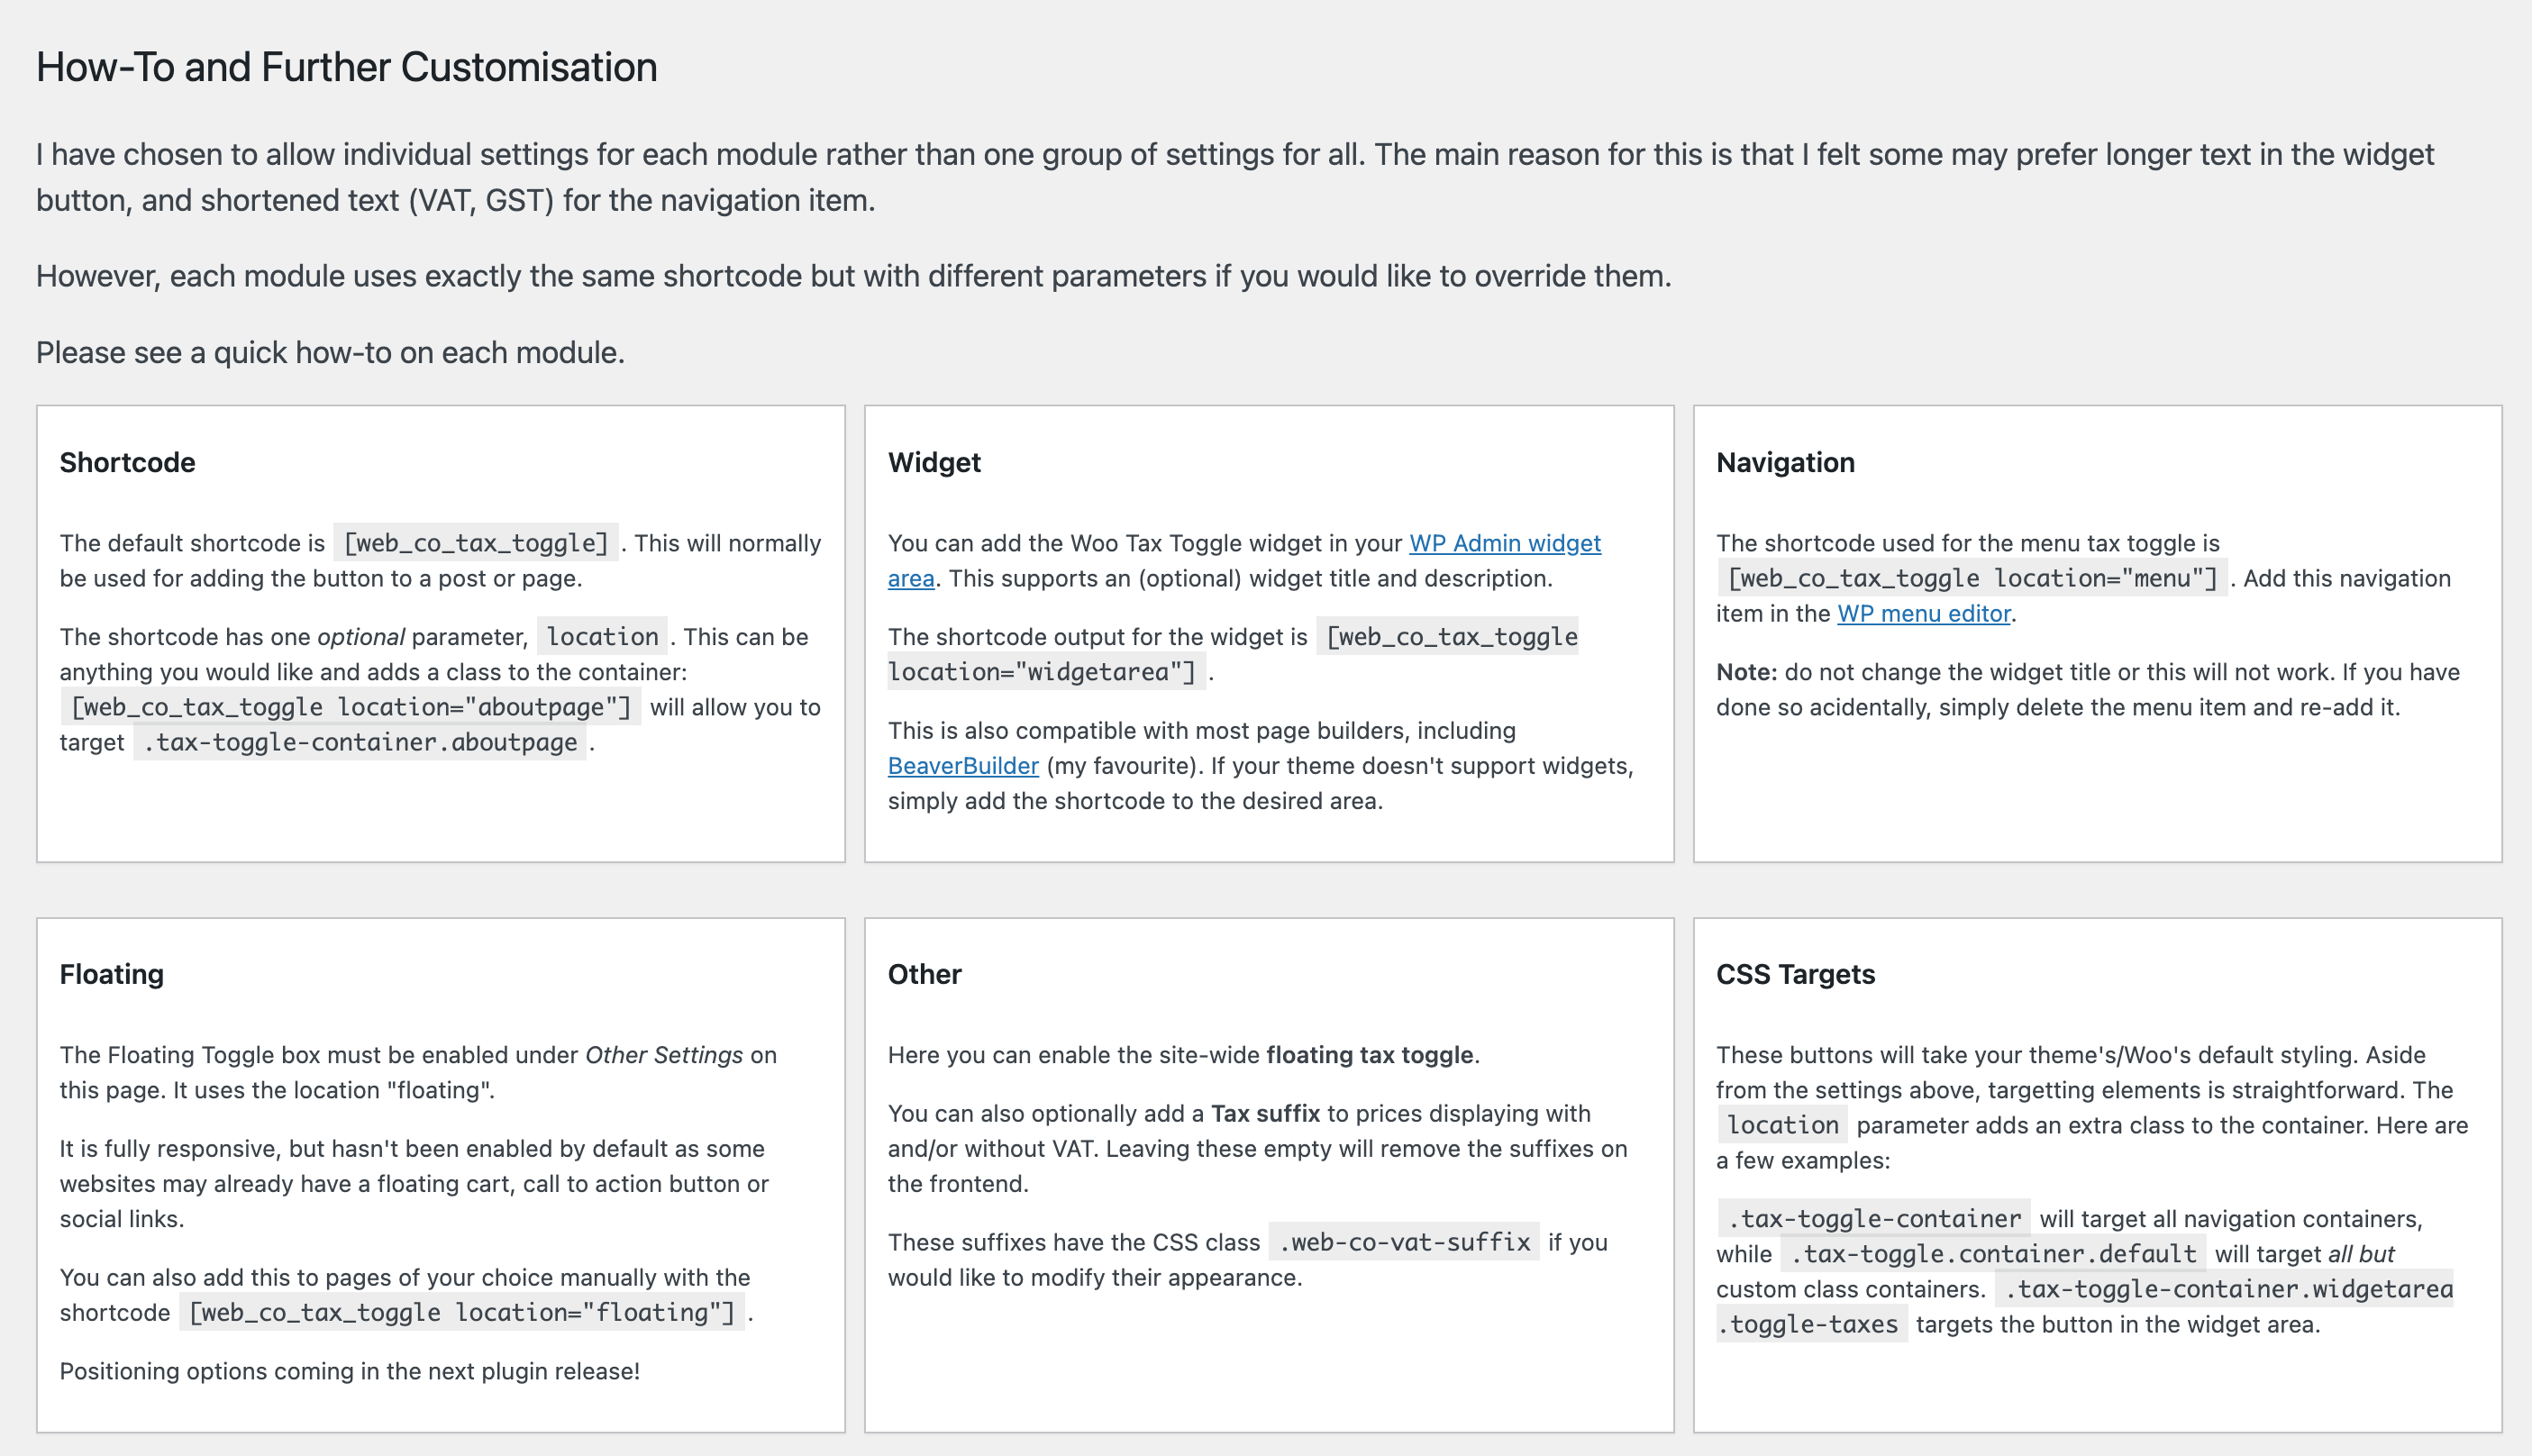 How-To and Further Customisation
I have chosen to allow individual settings for each module rather than one group of settings for all. The main reason for this is that I felt some may prefer longer text in the widget
button, and shortened text (VAT, GST) for the navigation item.
However, each module uses exactly the same shortcode but with different parameters if you would like to override them.
Please see a quick how-to on each module.
Shortcode
The default shortcode is [web_co_tax_toggle] . This will normally
be used for adding the button to a post or page.
The shortcode has one optional parameter, location . This can be
anything you would like and adds a class to the container:
[web_co_tax_toggle location="aboutpage"] will allow you to
target .tax-toggle-container.aboutpage .
Widget
You can add the Woo Tax Toggle widget in your WP Admin widget
area. This supports an (optional) widget title and description.
The shortcode output for the widget is [web_co_tax_toggle
location="widgetarea"] .
This is also compatible with most page builders, including
BeaverBuilder (my favourite). If your theme doesn't support widgets,
simply add the shortcode to the desired area.
Navigation
The shortcode used for the menu tax toggle is
[web_co_tax_toggle location="menu"] . Add this navigation
item in the WP menu editor.
Note: do not change the widget title or this will not work. If you have
done so acidentally, simply delete the menu item and re-add it.
Floating
The Floating Toggle box must be enabled under Other Settings on
this page. It uses the location "floating".
It is fully responsive, but hasn't been enabled by default as some
websites may already have a floating cart, call to action button or
social links.
You can also add this to pages of your choice manually with the
shortcode [web_co_tax_toggle location="floating"] .
Positioning options coming in the next plugin release!
Other
Here you can enable the site-wide floating tax toggle.
You can also optionally add a Tax suffix to prices displaying with
and/or without VAT. Leaving these empty will remove the suffixes on
the frontend.
These suffixes have the CSS class .web-co-vat-suffix if you
would like to modify their appearance.
CSS Targets
These buttons will take your theme's/Woo's default styling. Aside
from the settings above, targetting elements is straightforward. The
location parameter adds an extra class to the container. Here are
a few examples:
.tax-toggle-container will target all navigation containers,
while .tax-toggle.container.default will target all but
custom class containers. .tax-toggle-container.widgetarea
.toggle-taxes targets the button in the widget area.